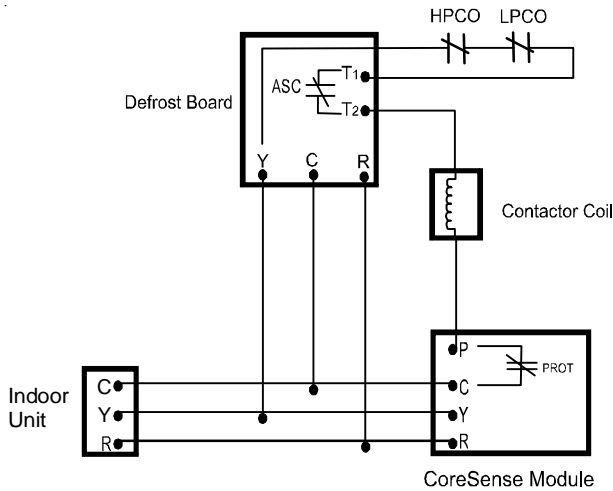 HPCO LPCO
Defrost Board
ASC
T1
T2
Y C R
Contactor Coil
P
PROT
Indoor
Unit
C
Y
R
C
Y
R
CoreSense Module